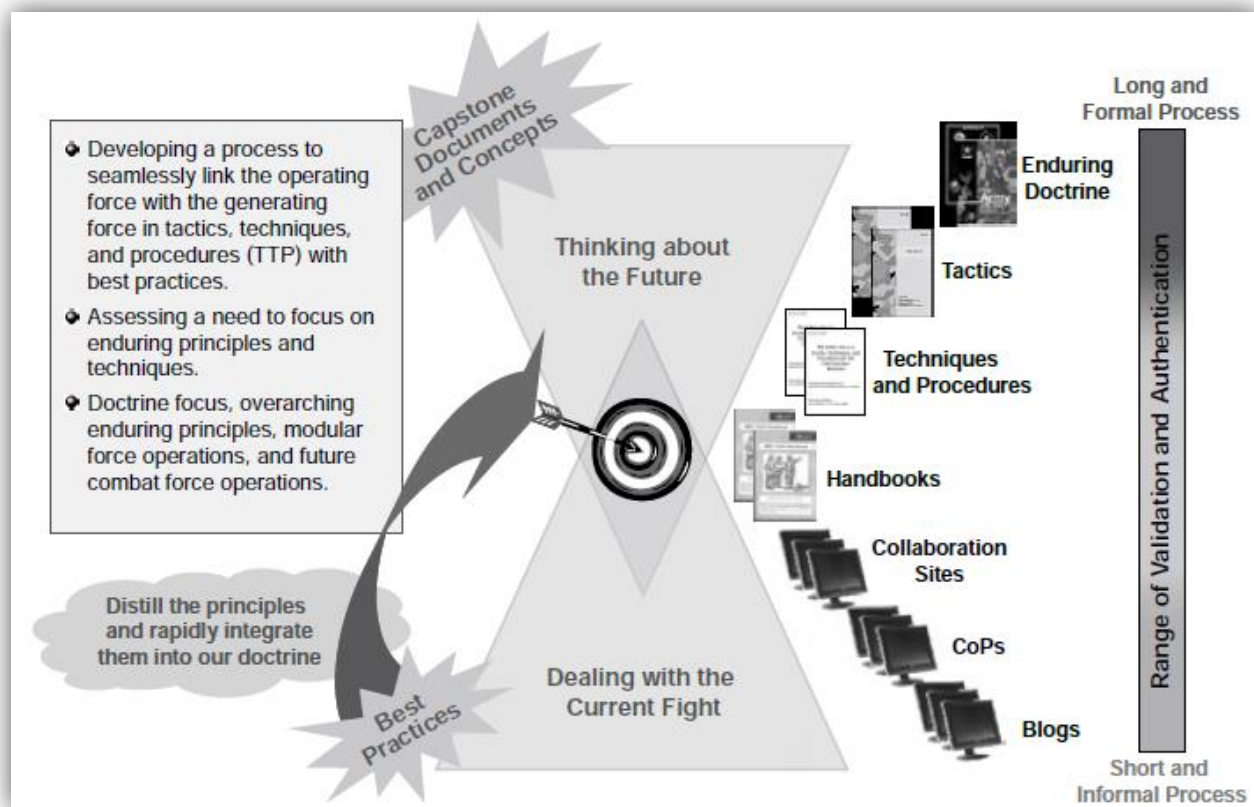 Capstone
Documents
and Concepts
Developing a process to
seamlessly link the operating
force with the generating
force in tactics, techniques,
and procedures (TTP) with
best practices.
Assessing a need to focus on
enduring principles and
techniques.
Doctrine focus, overarching
enduring principles, modular
force operations, and future
combat force operations.
Distill the principles
and rapidly integrate
them into our doctrine
Best
Practices
Thinking about
the Future
Dealing with the
Current Fight
Enduring
Doctrine
Tactics
Techniques
and Procedures
Handbooks
Collaboration
Sites
CoPs
Blogs
Long and
Formal Process
Range of Validation and Authentication
Short and
Informal Process